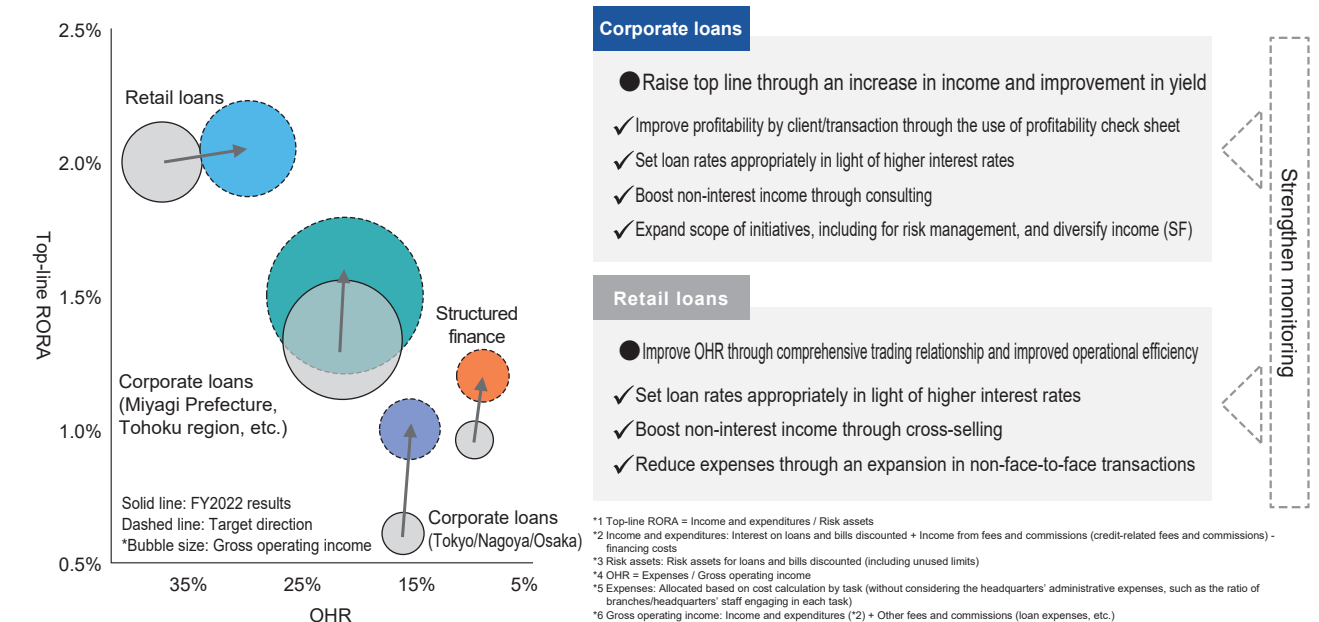 2.5%
2.0%
1.5%
1.0%
0.5%
Top-line RORA
35%
25%
15%
5%
OHR
Retail loans
Corporate loans
(Miyagi Prefecture,
Tohoku region, etc.)
Structured
finance
Corporate loans
(Tokyo/Nagoya/Osaka)
Solid line: FY2022 results
Dashed line: Target direction
*Bubble size: Gross operating income
Corporate loans
●Raise top line through an increase in income and improvement in yield
✓Improve profitability by client/transaction through the use of profitability check sheet
✓Set loan rates appropriately in light of higher interest rates
✓Boost non-interest income through consulting
✓Expand scope of initiatives, including for risk management, and diversify income (SF)
Retail loans
●Improve OHR through comprehensive trading relationship and improved operational efficiency
✓Set loan rates appropriately in light of higher interest rates
✓Boost non-interest income through cross-selling
✓Reduce expenses through an expansion in non-face-to-face transactions
Strengthen monitoring
*1 Top-line RORA = Income and expenditures / Risk assets
*2 Income and expenditures: Interest on loans and bills discounted + Income from fees and commissions (credit-related fees and commissions) -
financing costs
*3 Risk assets: Risk assets for loans and bills discounted (including unused limits)
*4 OHR = Expenses / Gross operating income
*5 Expenses: Allocated based on cost calculation by task (without considering the headquarters' administrative expenses, such as the ratio of
branches/headquarters' staff engaging in each task)
*6 Gross operating income: Income and expenditures (*2) + Other fees and commissions (loan expenses, etc.)